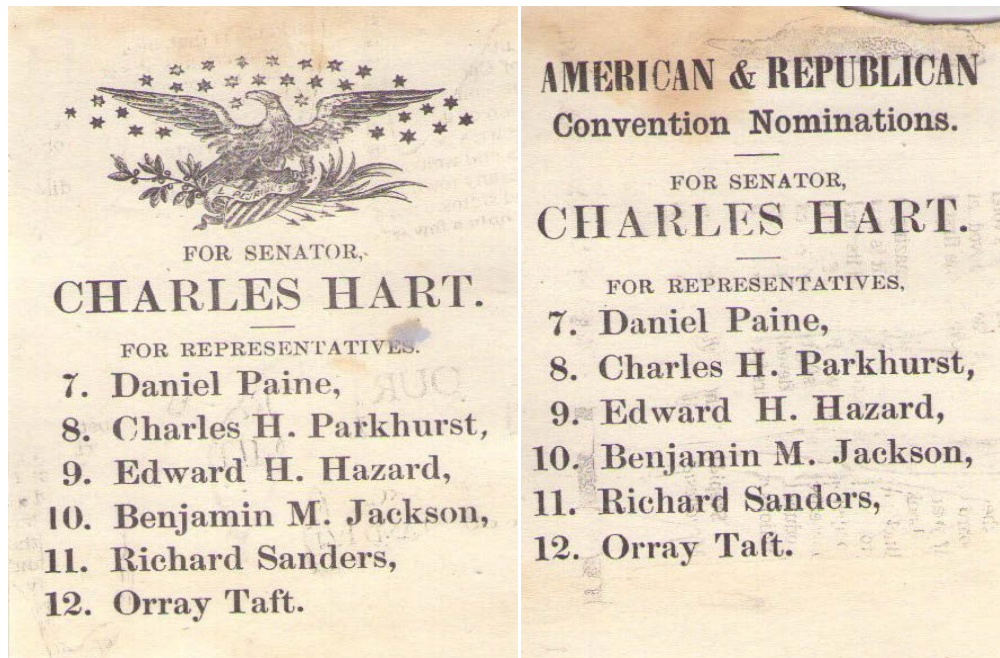 FOR SENATOR,
CHARLES HART.
FOR REPRESENTATIVES.
7. Daniel Paine,
8. Charles H. Parkhurst,
9. Edward H. Hazard,
10. Benjamin M. Jackson,
11. Richard Sanders,
12. Orray Taft.
AMERICAN & REPUBLICAN
Convention Nominations.
FOR SENATOR,
CHARLES HART.
FOR REPRESENTATIVES,
7. Daniel Paine,
8. Charles H. Parkhurst,
9. Edward H. Hazard,
10. Benjamin M. Jackson,
11. Richard Sanders,
12. Orray Taft.